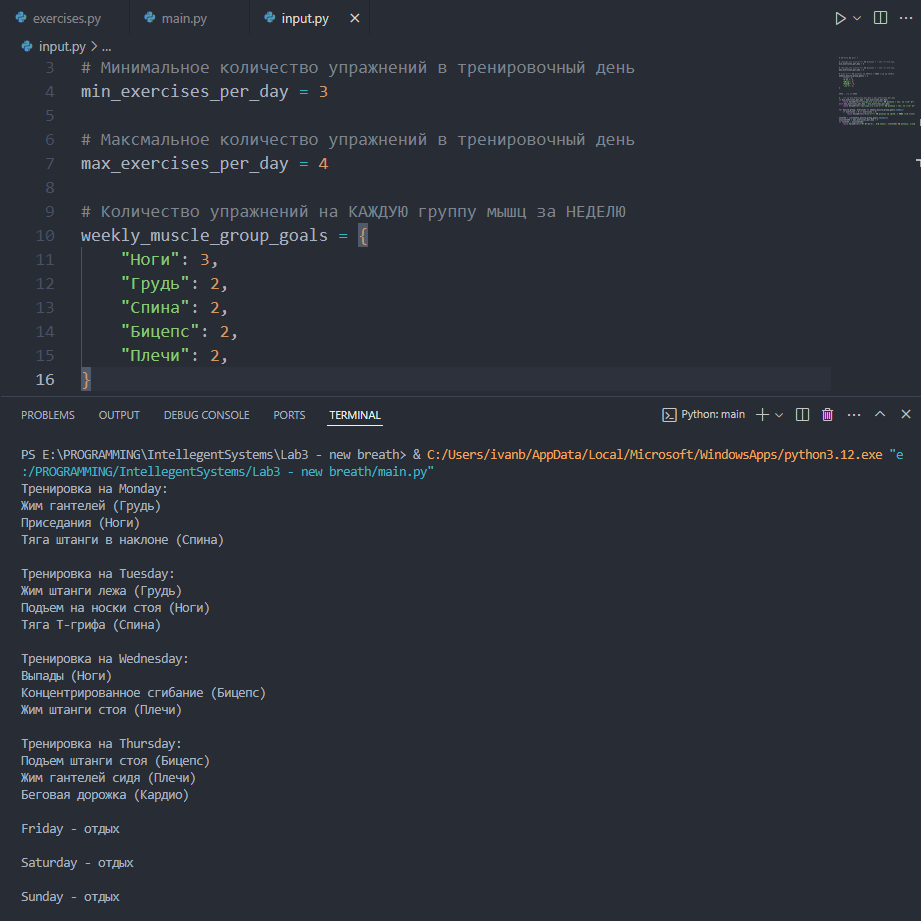 exercises.py main.py input.py
input.py > ...
3 # Минимальное количество упражнений в тренировочный день
4 min_exercises_per_day = 3
5
6 # Максмальное количество упражнений в тренировочный день
7 max_exercises_per_day = 4
8
9 # Количество упражнений на КАЖДУЮ группу мышц за НЕДЕЛЮ
10 weekly_muscle_group_goals = {
11 "Ноги": 3,
12 "Грудь": 2,
13 "Спина": 2,
14 "Бицепс": 2,
15 "Плечи": 2,
16 }
PROBLEMS OUTPUT DEBUG CONSOLE PORTS TERMINAL Python: main
PS E:\PROGRAMMING\IntellegentSystems\Lab3 - new breath> & C:/Users/ivanb/AppData/Local/Microsoft/WindowsApps/python3.12.exe "e
:/PROGRAMMING/IntellegentSystems/Lab3 - new breath/main.py"
Тренировка на Monday:
Жим гантелей (Грудь)
Приседания (Ноги)
Тяга штанги в наклоне (Спина)
Тренировка на Tuesday:
Жим штанги лежа (Грудь)
Подъем на носки стоя (Ноги)
Тяга Т-грифа (Спина)
Тренировка на Wednesday:
Выпады (Ноги)
Концентрированное сгибание (Бицепс)
Жим штанги стоя (Плечи)
Тренировка на Thursday:
Подъем штанги стоя (Бицепс)
Жим гантелей сидя (Плечи)
Беговая дорожка (Кардио)
Friday - отдых
Saturday - отдых
Sunday - отдых